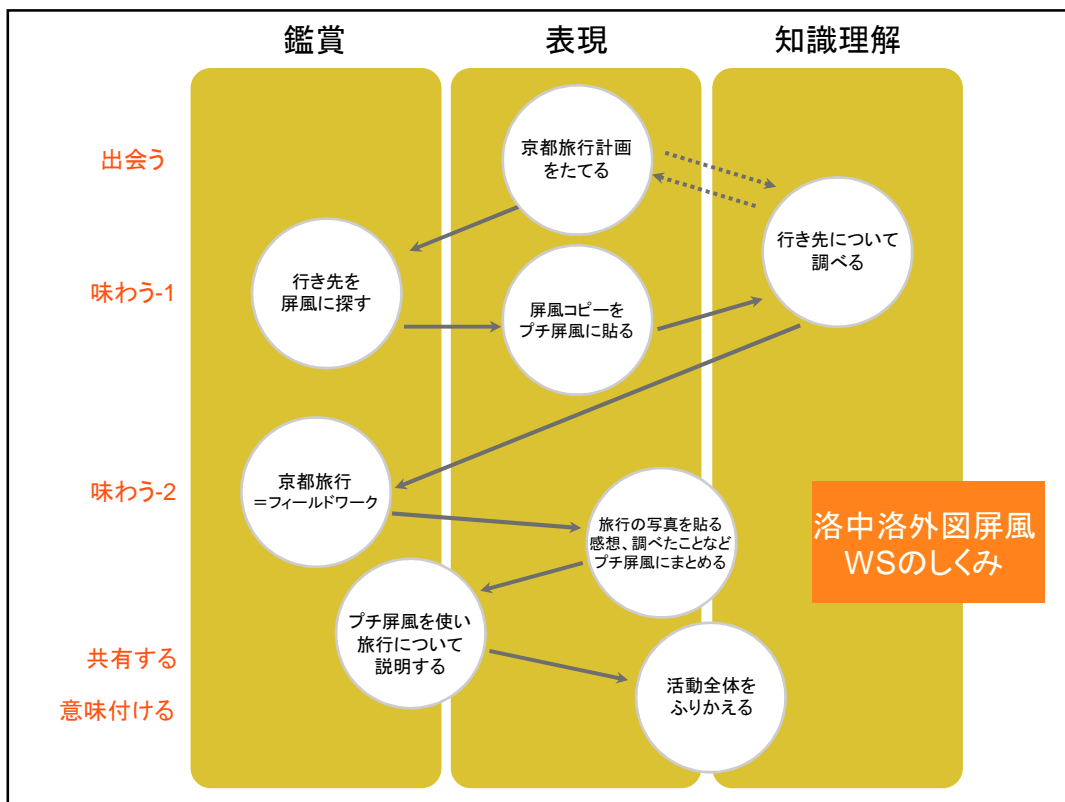 鑑賞
表現
知識理解
出会う
京都旅行計画
をたてる
行き先について
調べる
味わう-1
行き先を
屏風に探す
屏風コピーを
プチ屏風に貼る
味わう-2
京都旅行
＝フィールドワーク
旅行の写真を貼る
感想、調べたことなど
プチ屏風にまとめる
洛中洛外図屏風
WSのしくみ
共有する
プチ屏風を使い
旅行について
説明する
意味付ける
活動全体を
ふりかえる